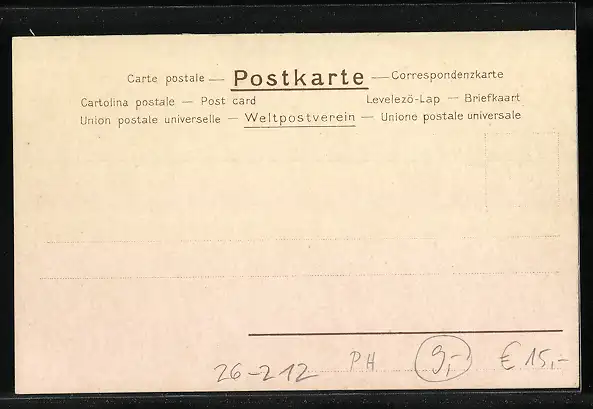 Carte postale — Postkarte — Correspondenzkarte
Cartolina postale — Post card Levelezö-Lap — Briefkaart
Union postale universelle — Weltpostverein — Unione postale universale
26-212 PH 9,- € 15,-